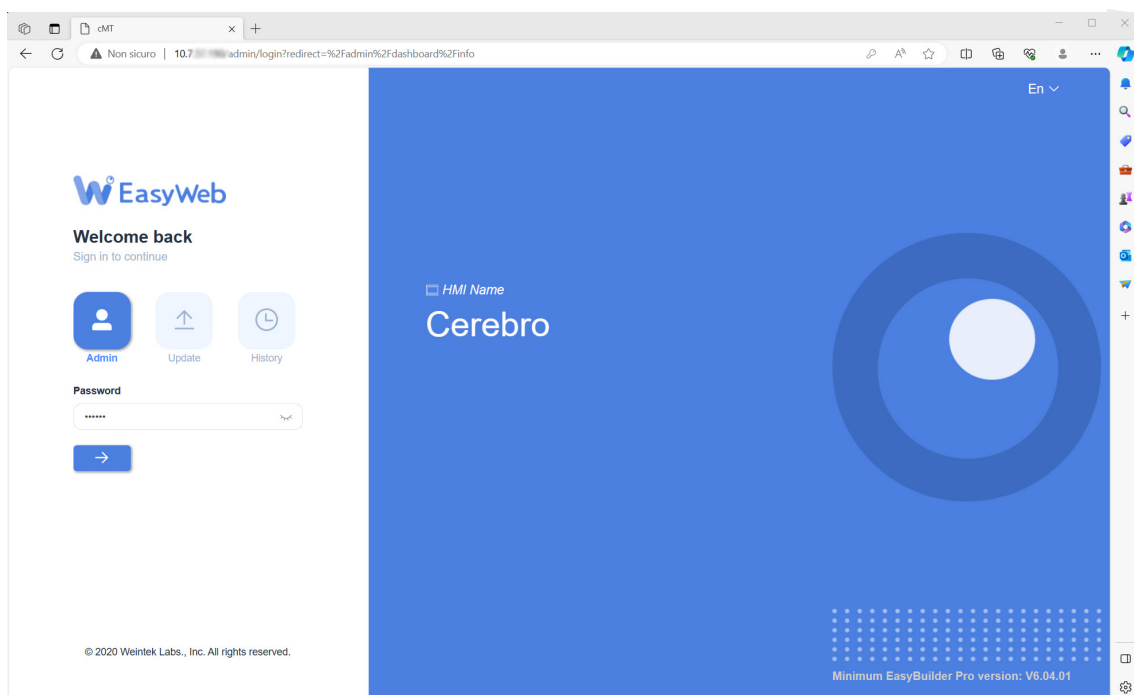 cMT
Non sicuro | 10.7 /admin/login?redirect=%2Fadmin%2Fdashboard%2Finfo
En
EasyWeb
Welcome back
Sign in to continue
HMI Name
Cerebro
Admin Update History
Password
© 2020 Weintek Labs., Inc. All rights reserved.
Minimum EasyBuilder Pro version: V6.04.01